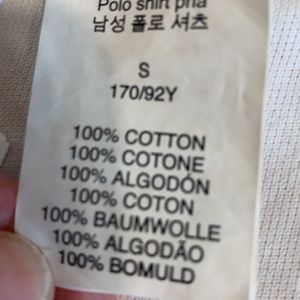 Polo shirt pria
남성 폴로 셔츠
S
170/92Y
100% COTTON
100% COTONE
100% ALGODÓN
100% COTON
100% BAUMWOLLE
100% ALGODÃO
100% BOMULD